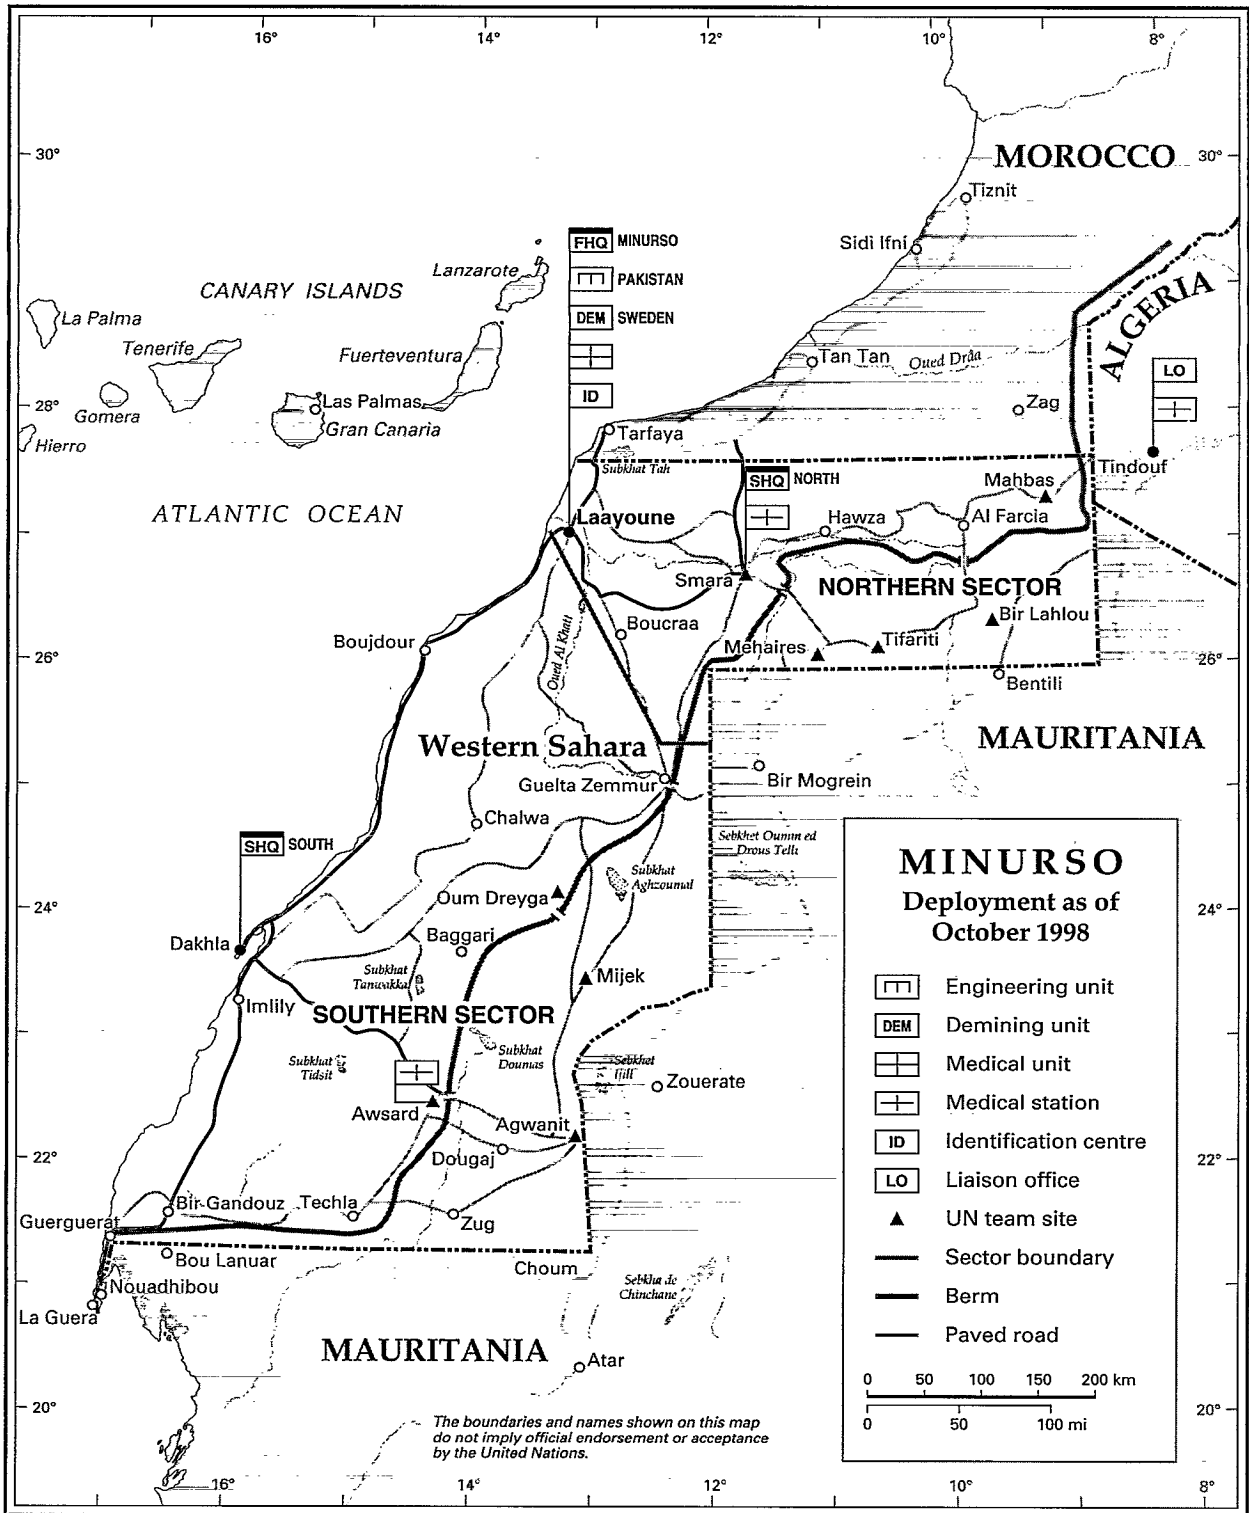 16°
14°
12°
10°
8°
30°
MOROCCO
30°
Tiznit
Sidi Ifni
FHQ MINURSO
Lanzarote
PAKISTAN
CANARY ISLANDS
ALGERIA
La Palma
DEM SWEDEN
Tenerife
Fuerteventura
Tan Tan
Oued Drâa
LO
ID
Gomera
Las Palmas
Zag
28°
Gran Canaria
Tarfaya
Hierro
Subkhat Tah
Tindouf
SHQ NORTH
Mahbas
ATLANTIC OCEAN
Laayoune
Hawza
Al Farcia
Smara
NORTHERN SECTOR
Bir Lahlou
Boucraa
Boujdour
Oued Al Khatt
Mehaires
Tifariti
26°
26°
Bentili
Western Sahara
MAURITANIA
Guelta Zemmur
Bir Mogrein
Chalwa
SHQ SOUTH
Sebkhet Oumm ed
Drous Telli
Subkhat
Aghzoumal
MINURSO
Deployment as of
October 1998
Oum Dreyga
24°
24°
Baggari
Dakhla
Subkhat
Tanwakka
Mijek
Imlily
SOUTHERN SECTOR
Subkhat
Tidsit
Subkhat
Doumas
Sebkhet
Ijill
Zouerate
Awsard
Agwanit
Dougaj
22°
22°
Bir-Gandouz
Techla
Guerguerat
Zug
Bou Lanuar
Choum
Nouadhibou
La Guera
Sebkha de
Chinchane
MAURITANIA
Atar
Engineering unit
DEM Demining unit
Medical unit
Medical station
ID Identification centre
LO Liaison office
UN team site
Sector boundary
Berm
Paved road
0 50 100 150 200 km
0 50 100 mi
20°
20°
The boundaries and names shown on this map
do not imply official endorsement or acceptance
by the United Nations.
16°
14°
12°
10°
8°